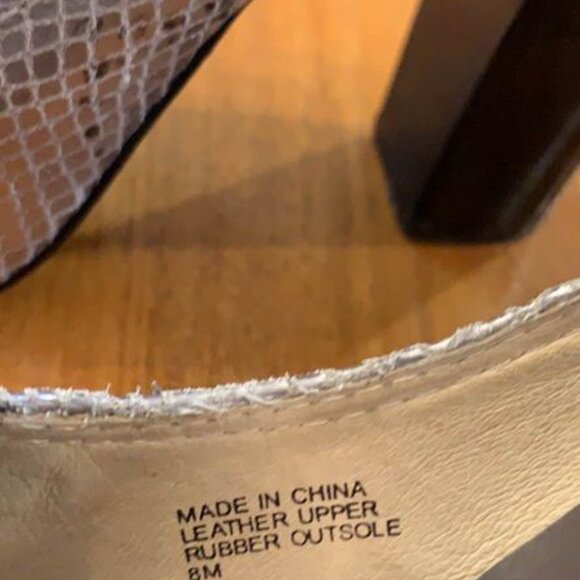 MADE IN CHINA
LEATHER UPPER
RUBBER OUTSOLE
8M